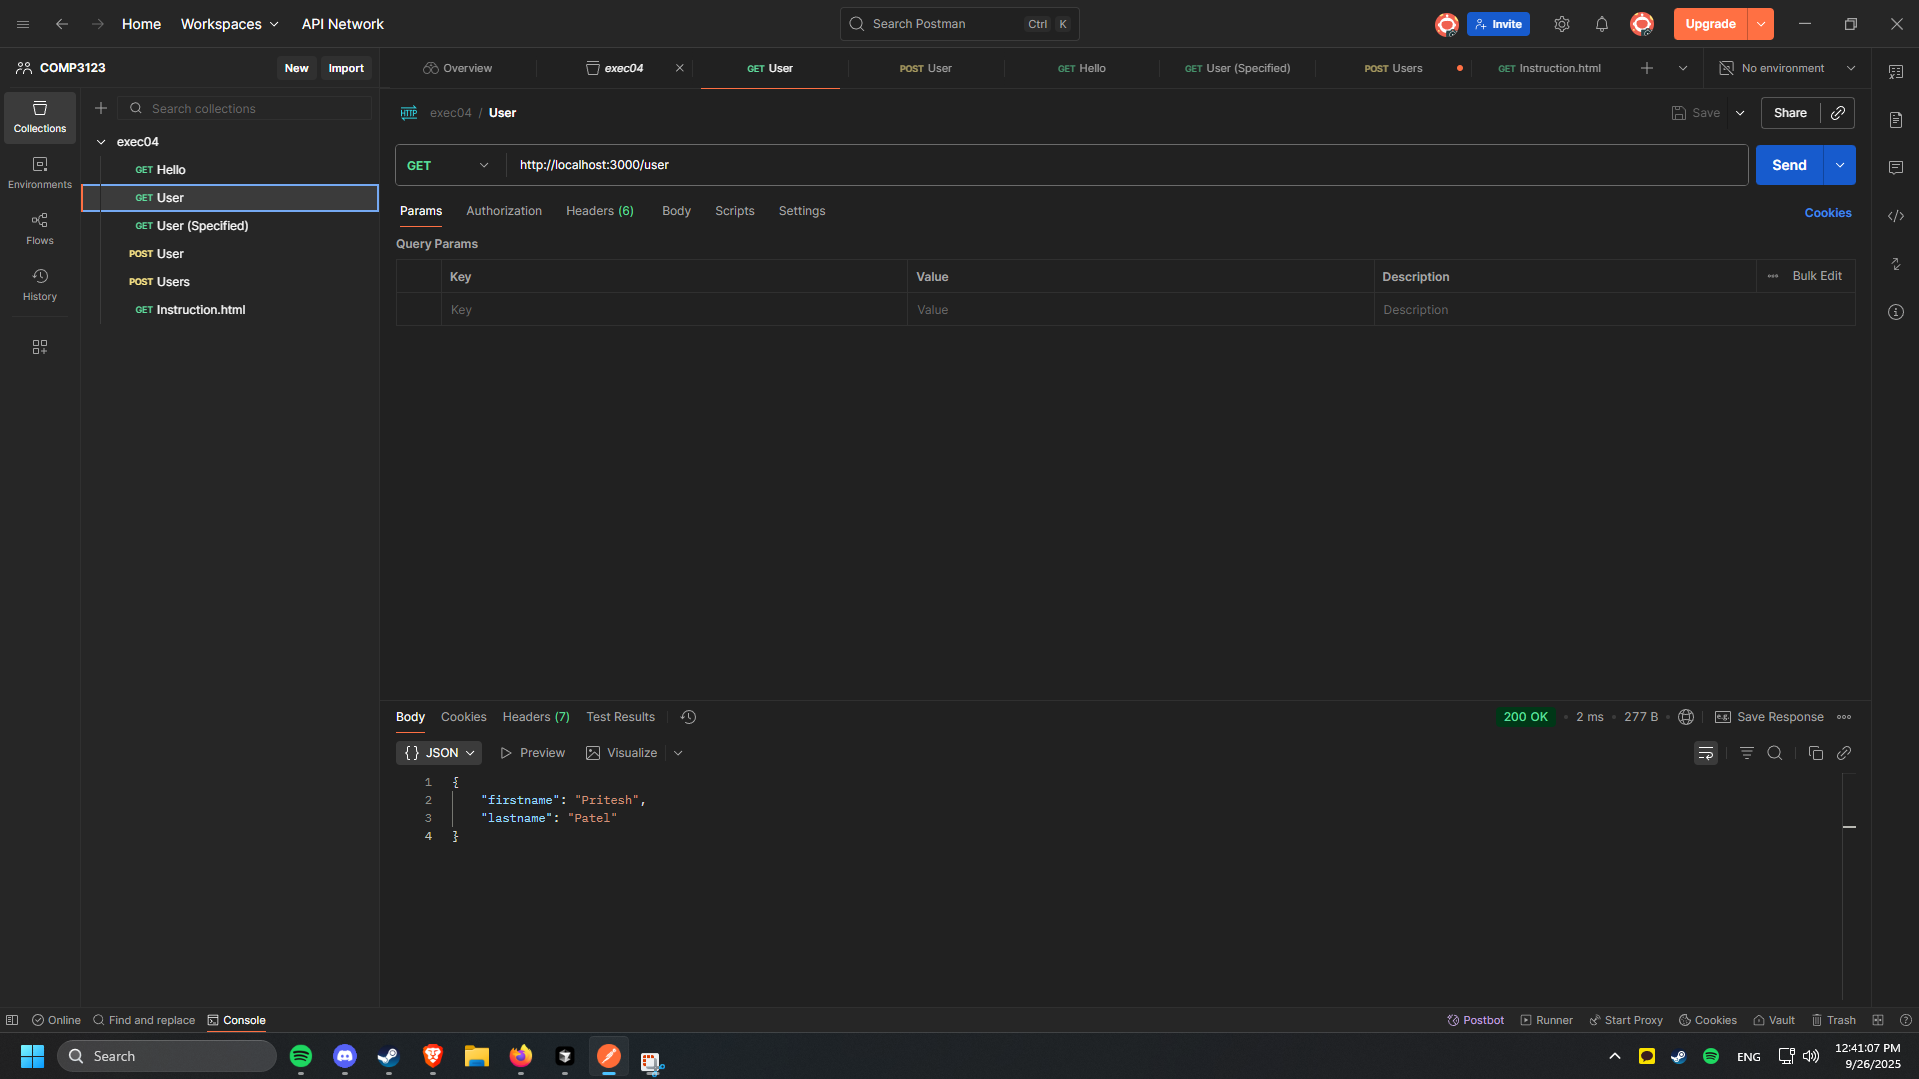 Home Workspaces API Network Search Postman Ctrl K Invite Upgrade
COMP3123 New Import Overview exec04 GET User POST User GET Hello GET User (Specified) POST Users GET Instruction.html No environment
Collections Search collections
exec04 / User Save Share
exec04
GET Hello
GET User
GET User (Specified)
POST User
POST Users
GET Instruction.html
Environments
Flows
History
GET http://localhost:3000/user Send
Params Authorization Headers (6) Body Scripts Settings Cookies
Query Params
Key Value Description Bulk Edit
Key Value Description
Body Cookies Headers (7) Test Results 200 OK 2 ms 277 B Save Response
{} JSON Preview Visualize
1 {
2 "firstname": "Pritesh",
3 "lastname": "Patel"
4 }
Online Find and replace Console Postbot Runner Start Proxy Cookies Vault Trash
Search ENG 12:41:07 PM
9/26/2025